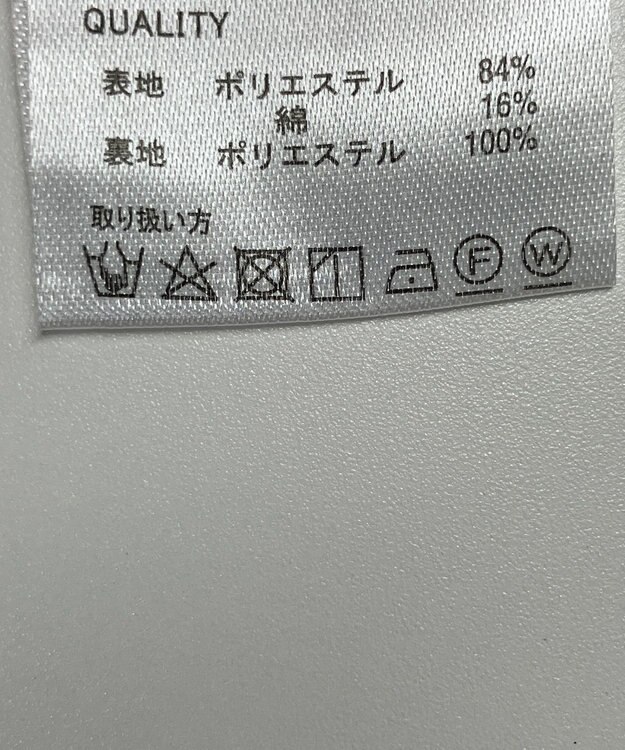 QUALITY
表地 ポリエステル 84%
綿 16%
裏地 ポリエステル 100%
取り扱い方
F W